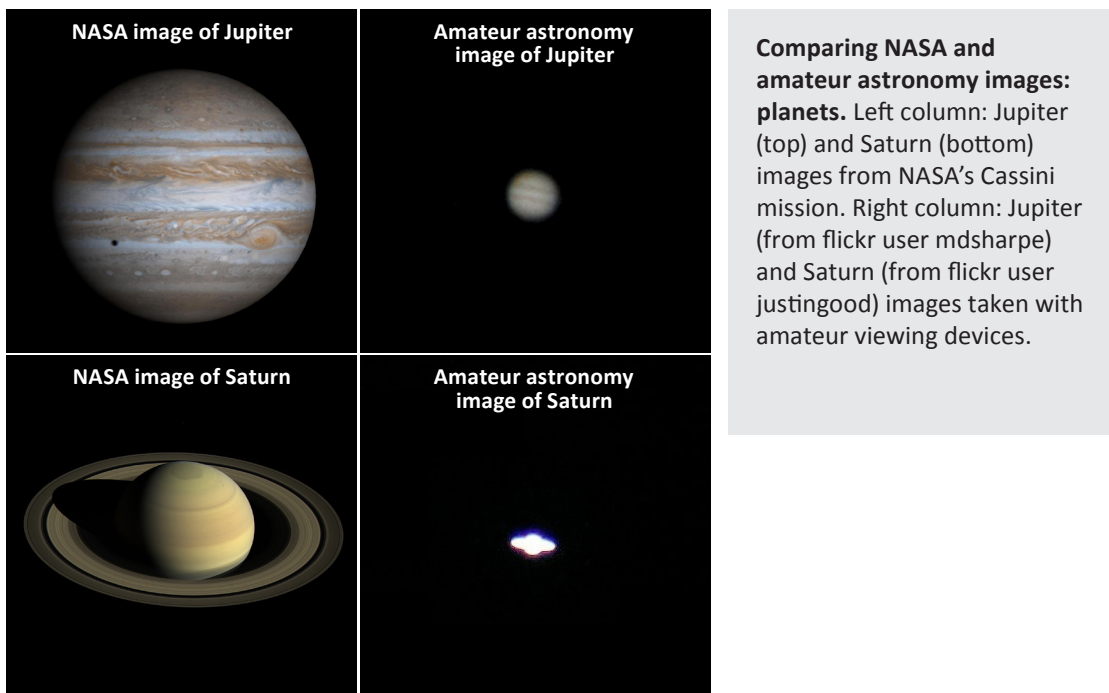 NASA image of Jupiter
Amateur astronomy
image of Jupiter
NASA image of Saturn
Amateur astronomy
image of Saturn
Comparing NASA and
amateur astronomy images:
planets. Left column: Jupiter
(top) and Saturn (bottom)
images from NASA’s Cassini
mission. Right column: Jupiter
(from flickr user mdsharpe)
and Saturn (from flickr user
justingood) images taken with
amateur viewing devices.